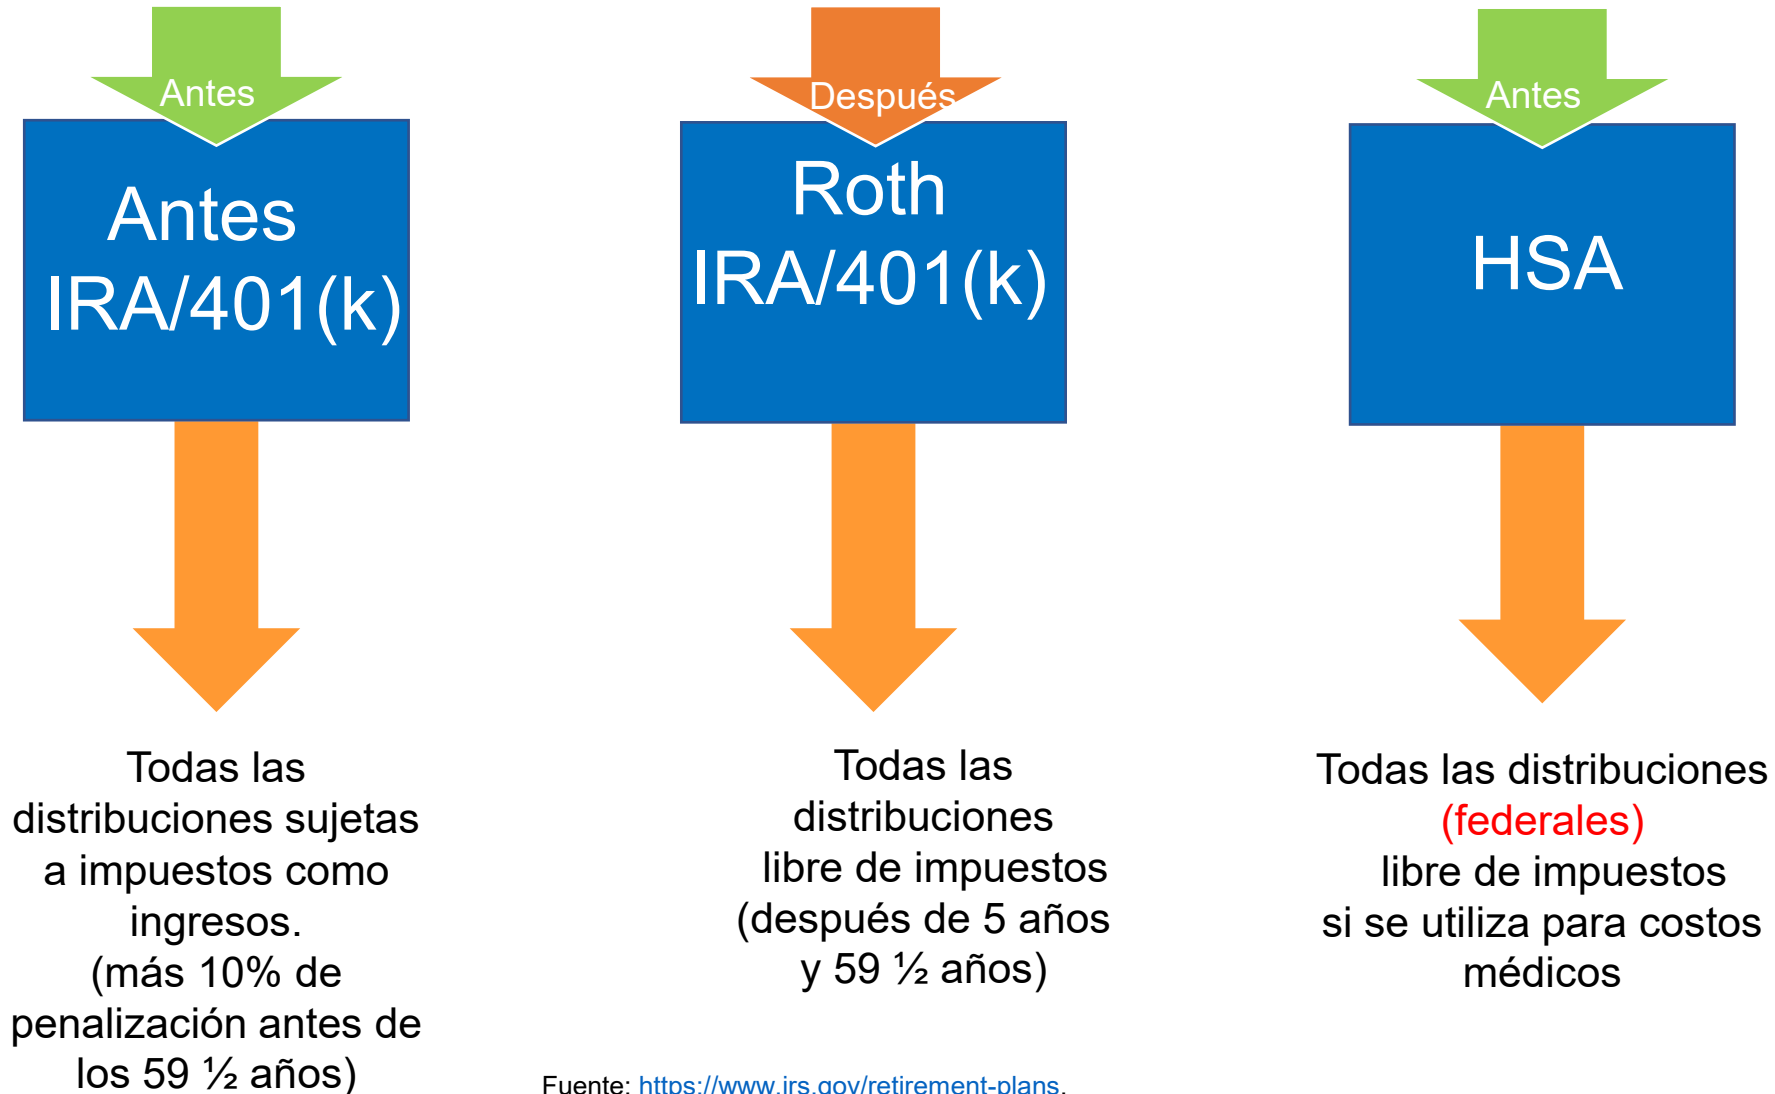 Antes
Antes
IRA/401(k)
Todas las
distribuciones sujetas
a impuestos como
ingresos.
(más 10% de
penalización antes de
los 59 ½ años)
Después
Roth
IRA/401(k)
Todas las
distribuciones
libre de impuestos
(después de 5 años
y 59 ½ años)
Antes
HSA
Todas las distribuciones
(federales)
libre de impuestos
si se utiliza para costos
médicos
Fuente: https://www.irs.gov/retirement-plans.